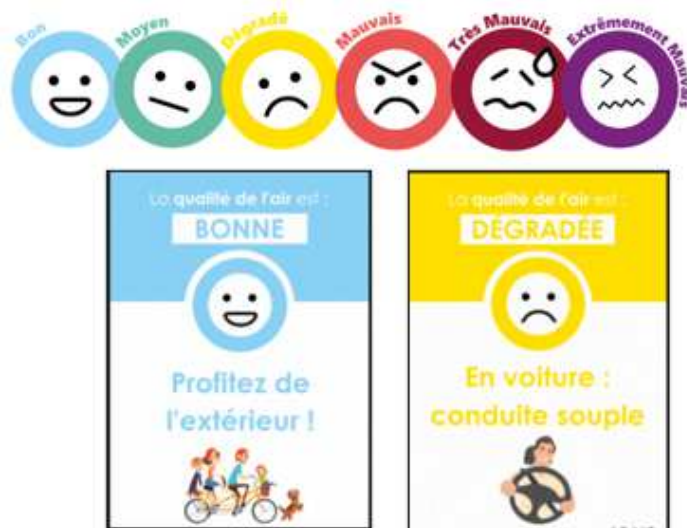 Bon
Moyen
Dégradé
Mauvais
Très Mauvais
Extrêmement Mauvais
La qualité de l'air est :
BONNE
Profitez de
l'extérieur !
La qualité de l'air est :
DÉGRADÉE
En voiture :
conduite souple